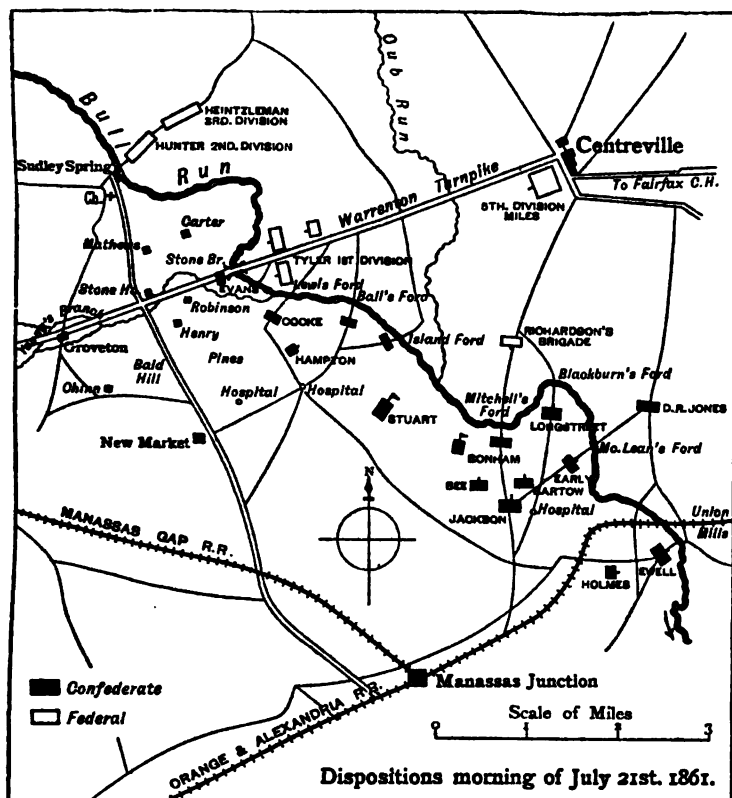 Bull Run
HEINTZLEMAN
3RD. DIVISION
HUNTER 2ND. DIVISION
Cub Run
Centreville
To Fairfax C.H.
5TH. DIVISION
MILES
Warrenton Turnpike
Sudley Spring
Ch.
Carter
Mathews
Stone Br.
TYLER 1ST DIVISION
EVANS
Lewis Ford
Ball's Ford
Stone Ho.
Robinson
COOKE
Island Ford
RICHARDSON'S
BRIGADE
Branch
Groveton
Henry
HAMPTON
Pines
Bald
Hill
Chinn
Hospital
Hospital
Blackburn's Ford
Mitchell's
Ford
STUART
LONGSTREET
D.R. JONES
New Market
BONHAM
Mc.Lean's Ford
EARLY
BEE
BARTOW
JACKSON
Hospital
N
Union
Mills
MANASSAS GAP R.R.
HOLMES
EWELL
Confederate
Federal
Manassas Junction
ORANGE & ALEXANDRIA R.R.
Scale of Miles
0 1 2 3
Dispositions morning of July 21st. 1861.